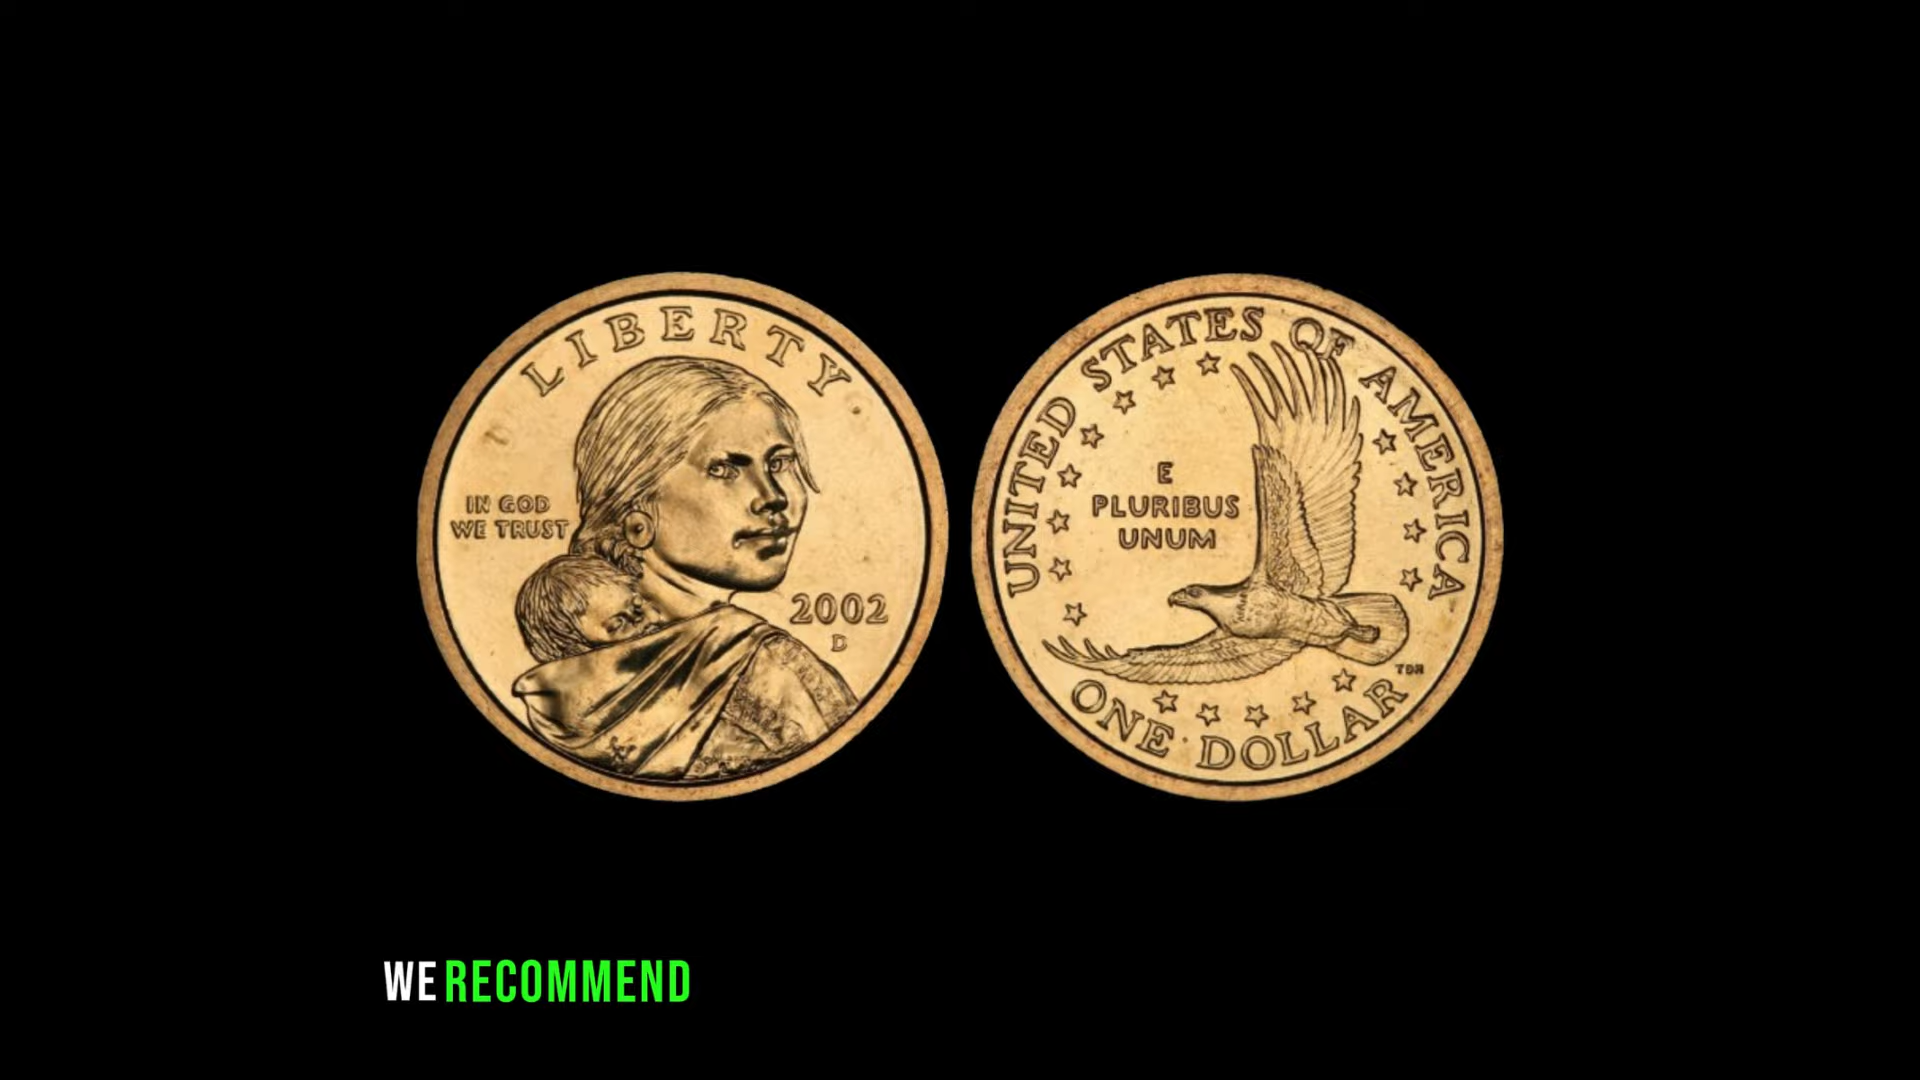 LIBERTY
IN GOD
WE TRUST
2002
D
UNITED STATES OF AMERICA
E
PLURIBUS
UNUM
TDR
ONE DOLLAR
WE RECOMMEND